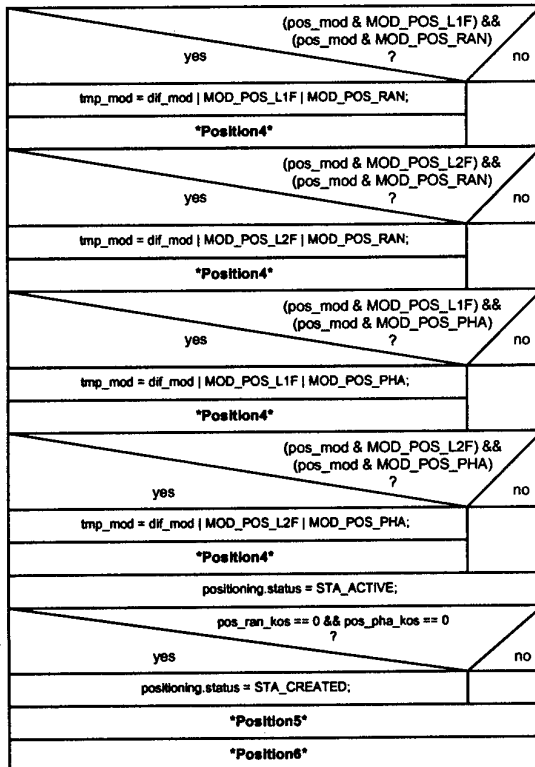 (pos_mod & MOD_POS_L1F) &&
(pos_mod & MOD_POS_RAN)
?
yes
no
tmp_mod = dif_mod | MOD_POS_L1F | MOD_POS_RAN;
*Position4*
(pos_mod & MOD_POS_L2F) &&
(pos_mod & MOD_POS_RAN)
?
yes
no
tmp_mod = dif_mod | MOD_POS_L2F | MOD_POS_RAN;
*Position4*
(pos_mod & MOD_POS_L1F) &&
(pos_mod & MOD_POS_PHA)
?
yes
no
tmp_mod = dif_mod | MOD_POS_L1F | MOD_POS_PHA;
*Position4*
(pos_mod & MOD_POS_L2F) &&
(pos_mod & MOD_POS_PHA)
?
yes
no
tmp_mod = dif_mod | MOD_POS_L2F | MOD_POS_PHA;
*Position4*
positioning.status = STA_ACTIVE;
pos_ran_kos == 0 && pos_pha_kos == 0
?
yes
no
positioning.status = STA_CREATED;
*Position5*
*Position6*